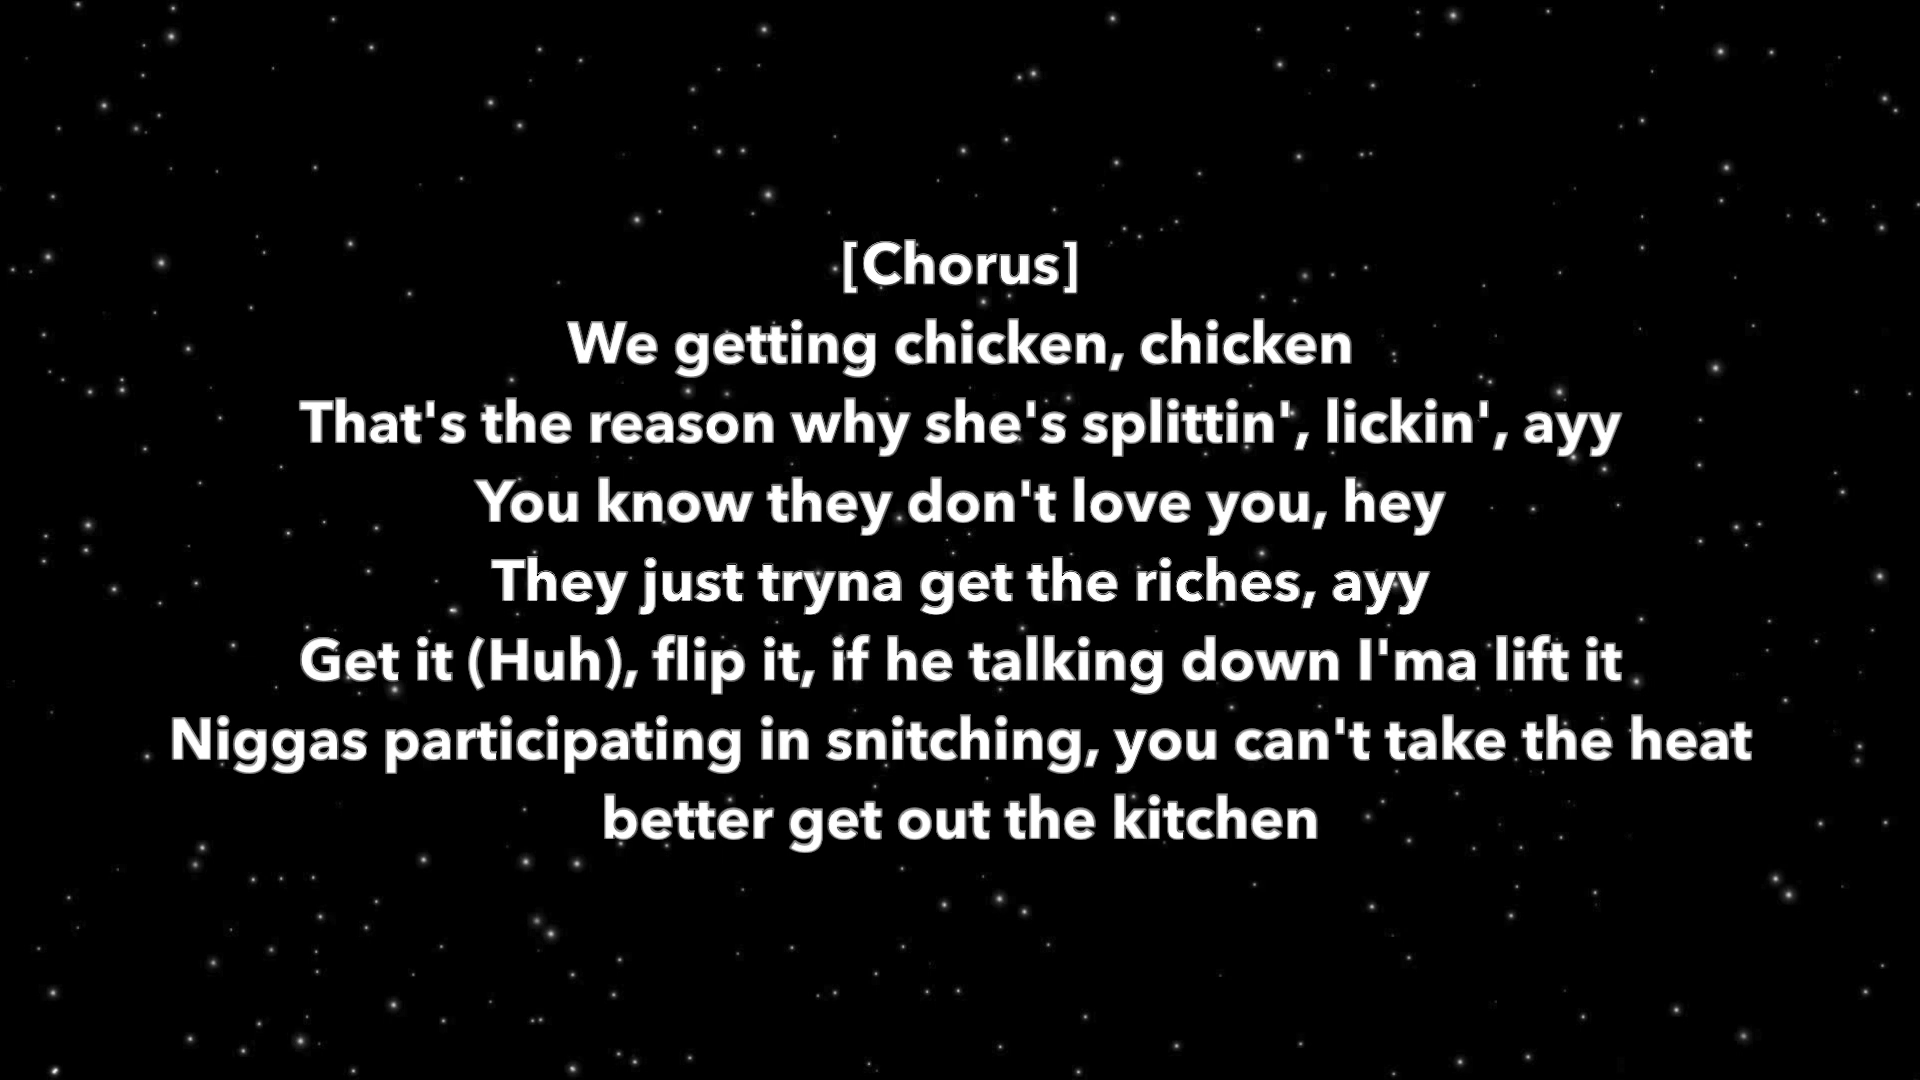 [Chorus]
We getting chicken, chicken
That's the reason why she's splittin', lickin', ayy
You know they don't love you, hey
They just tryna get the riches, ayy
Get it (Huh), flip it, if he talking down I'ma lift it
Niggas participating in snitching, you can't take the heat
better get out the kitchen